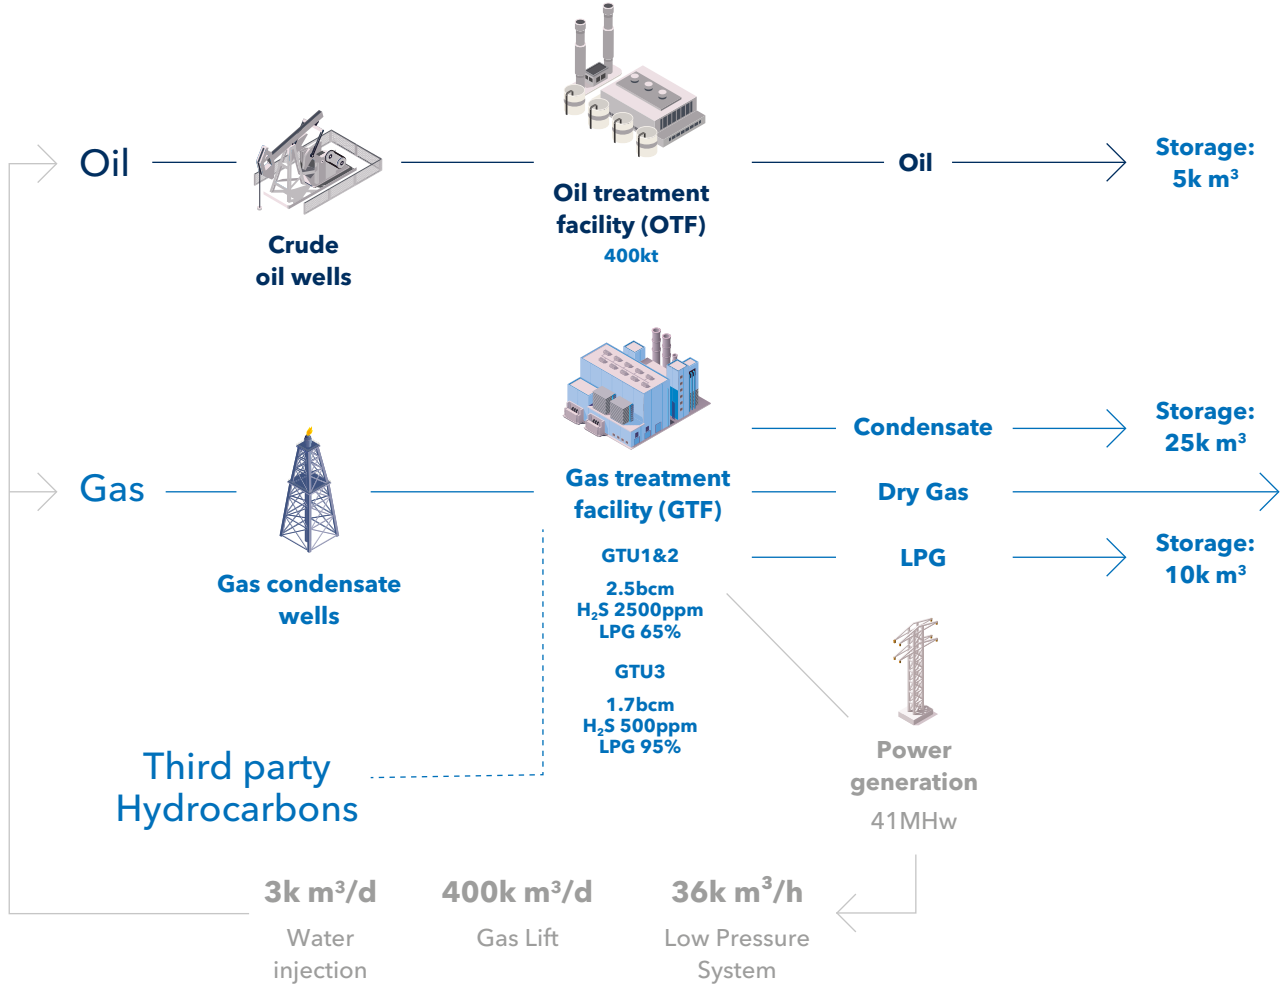 Oil
Crude
oil wells
Oil treatment
facility (OTF)
400kt
Oil
Storage:
5k m³
Gas
Gas condensate
wells
Gas treatment
facility (GTF)
GTU1&2
2.5bcm
H₂S 2500ppm
LPG 65%
GTU3
1.7bcm
H₂S 500ppm
LPG 95%
Condensate
Storage:
25k m³
Dry Gas
LPG
Storage:
10k m³
Third party
Hydrocarbons
Power
generation
41MHw
3k m³/d
Water
injection
400k m³/d
Gas Lift
36k m³/h
Low Pressure
System